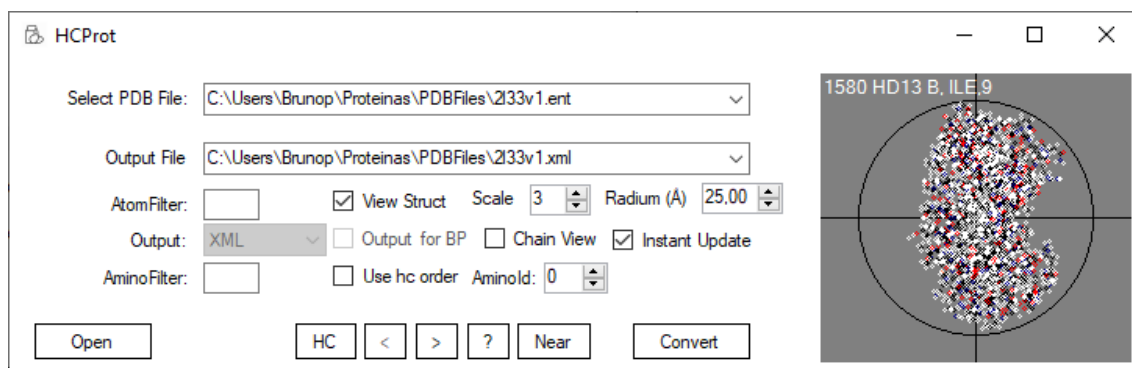 HCProt
Select PDB File: C:\Users\Brunop\Proteinas\PDBFiles\2l33v1.ent
1580 HD13 B, ILE,9
Output File C:\Users\Brunop\Proteinas\PDBFiles\2l33v1.xml
AtomFilter: View Struct Scale 3 Radium (Å) 25,00
Output: XML Output for BP Chain View Instant Update
AminoFilter: Use hc order AminoId: 0
Open HC < > ? Near Convert